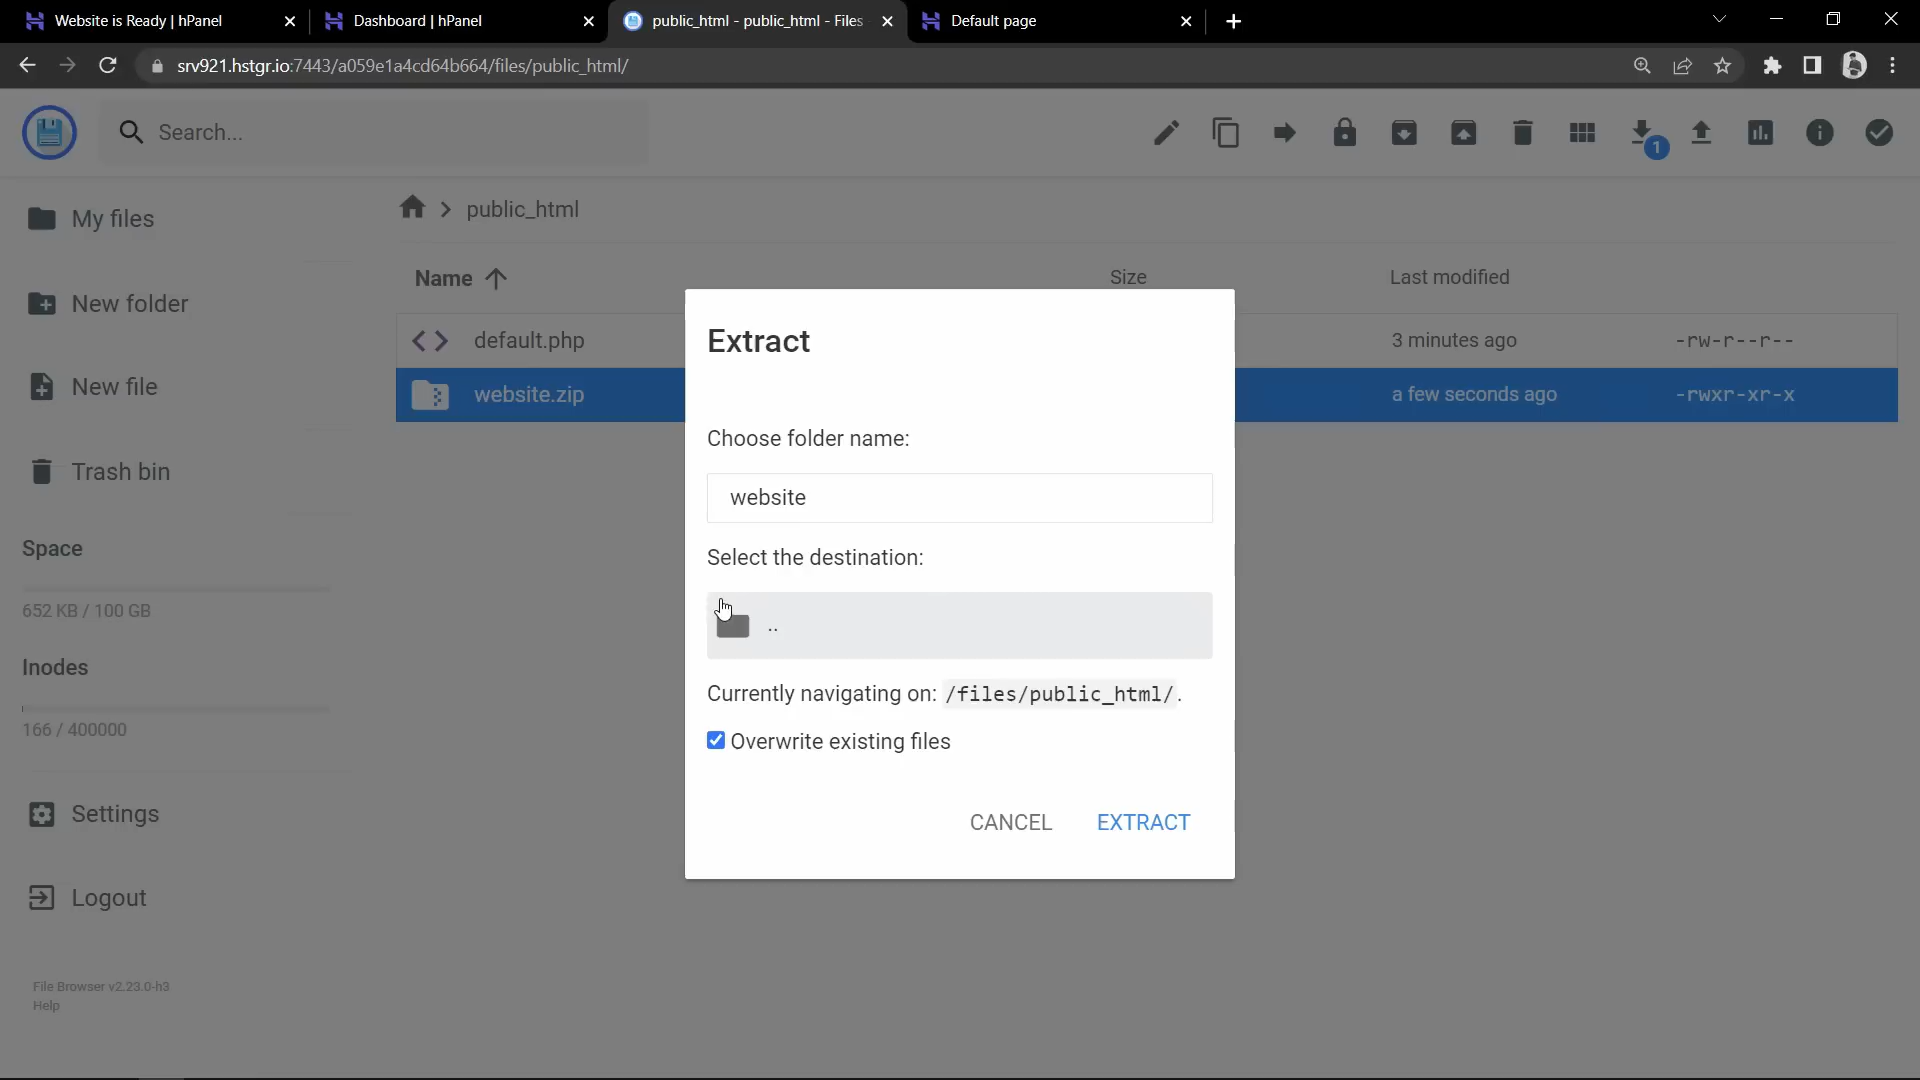 Website is Ready | hPanel
Dashboard | hPanel
public_html - public_html - Files
Default page
srv921.hstgr.io:7443/a059e1a4cd64b664/files/public_html/
Search...
1
My files
New folder
New file
Trash bin
Space
652 KB / 100 GB
Inodes
166 / 400000
Settings
Logout
File Browser v2.23.0-h3
Help
public_html
Name
Size
Last modified
default.php
3 minutes ago
-rw-r--r--
website.zip
a few seconds ago
-rwxr-xr-x
Extract
Choose folder name:
website
Select the destination:
..
Currently navigating on: /files/public_html/.
Overwrite existing files
CANCEL
EXTRACT